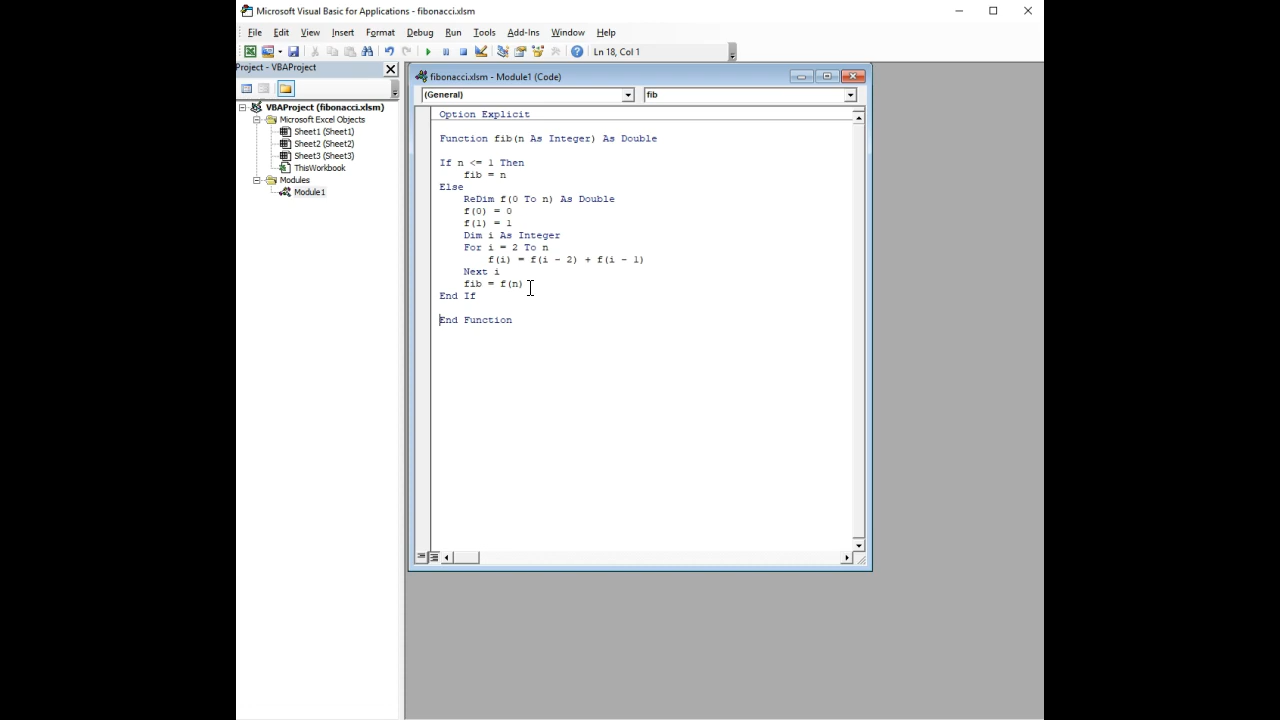 Microsoft Visual Basic for Applications - fibonacci.xlsm
File Edit View Insert Format Debug Run Tools Add-Ins Window Help
Ln 18, Col 1
Project - VBAProject
VBAProject (fibonacci.xlsm)
Microsoft Excel Objects
Sheet1 (Sheet1)
Sheet2 (Sheet2)
Sheet3 (Sheet3)
ThisWorkbook
Modules
Module1
fibonacci.xlsm - Module1 (Code)
(General) fib
Option Explicit
Function fib(n As Integer) As Double
If n <= 1 Then
fib = n
Else
ReDim f(0 To n) As Double
f(0) = 0
f(1) = 1
Dim i As Integer
For i = 2 To n
f(i) = f(i - 2) + f(i - 1)
Next i
fib = f(n)
End If
End Function